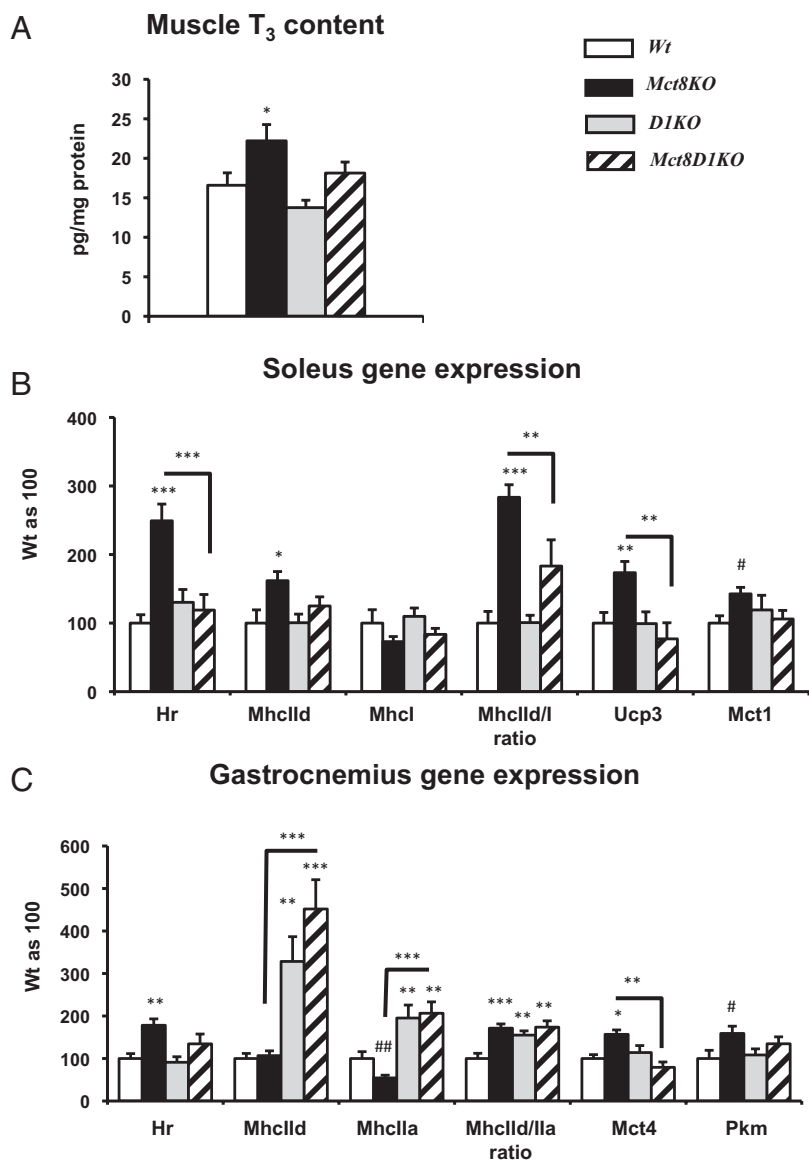 A
Muscle T₃ content
Wt
Mct8KO
D1KO
Mct8D1KO
pg/mg protein
30
25
20
15
10
5
0
*
B
Soleus gene expression
Wt as 100
400
300
200
100
0
***
***
*
**
***
**
**
#
Hr
MhcIId
MhcI
MhcIId/I
ratio
Ucp3
Mct1
C
Gastrocnemius gene expression
Wt as 100
600
500
400
300
200
100
0
**
***
**
***
***
##
**
**
***
**
**
**
*
#
Hr
MhcIId
MhcIIa
MhcIId/IIa
ratio
Mct4
Pkm